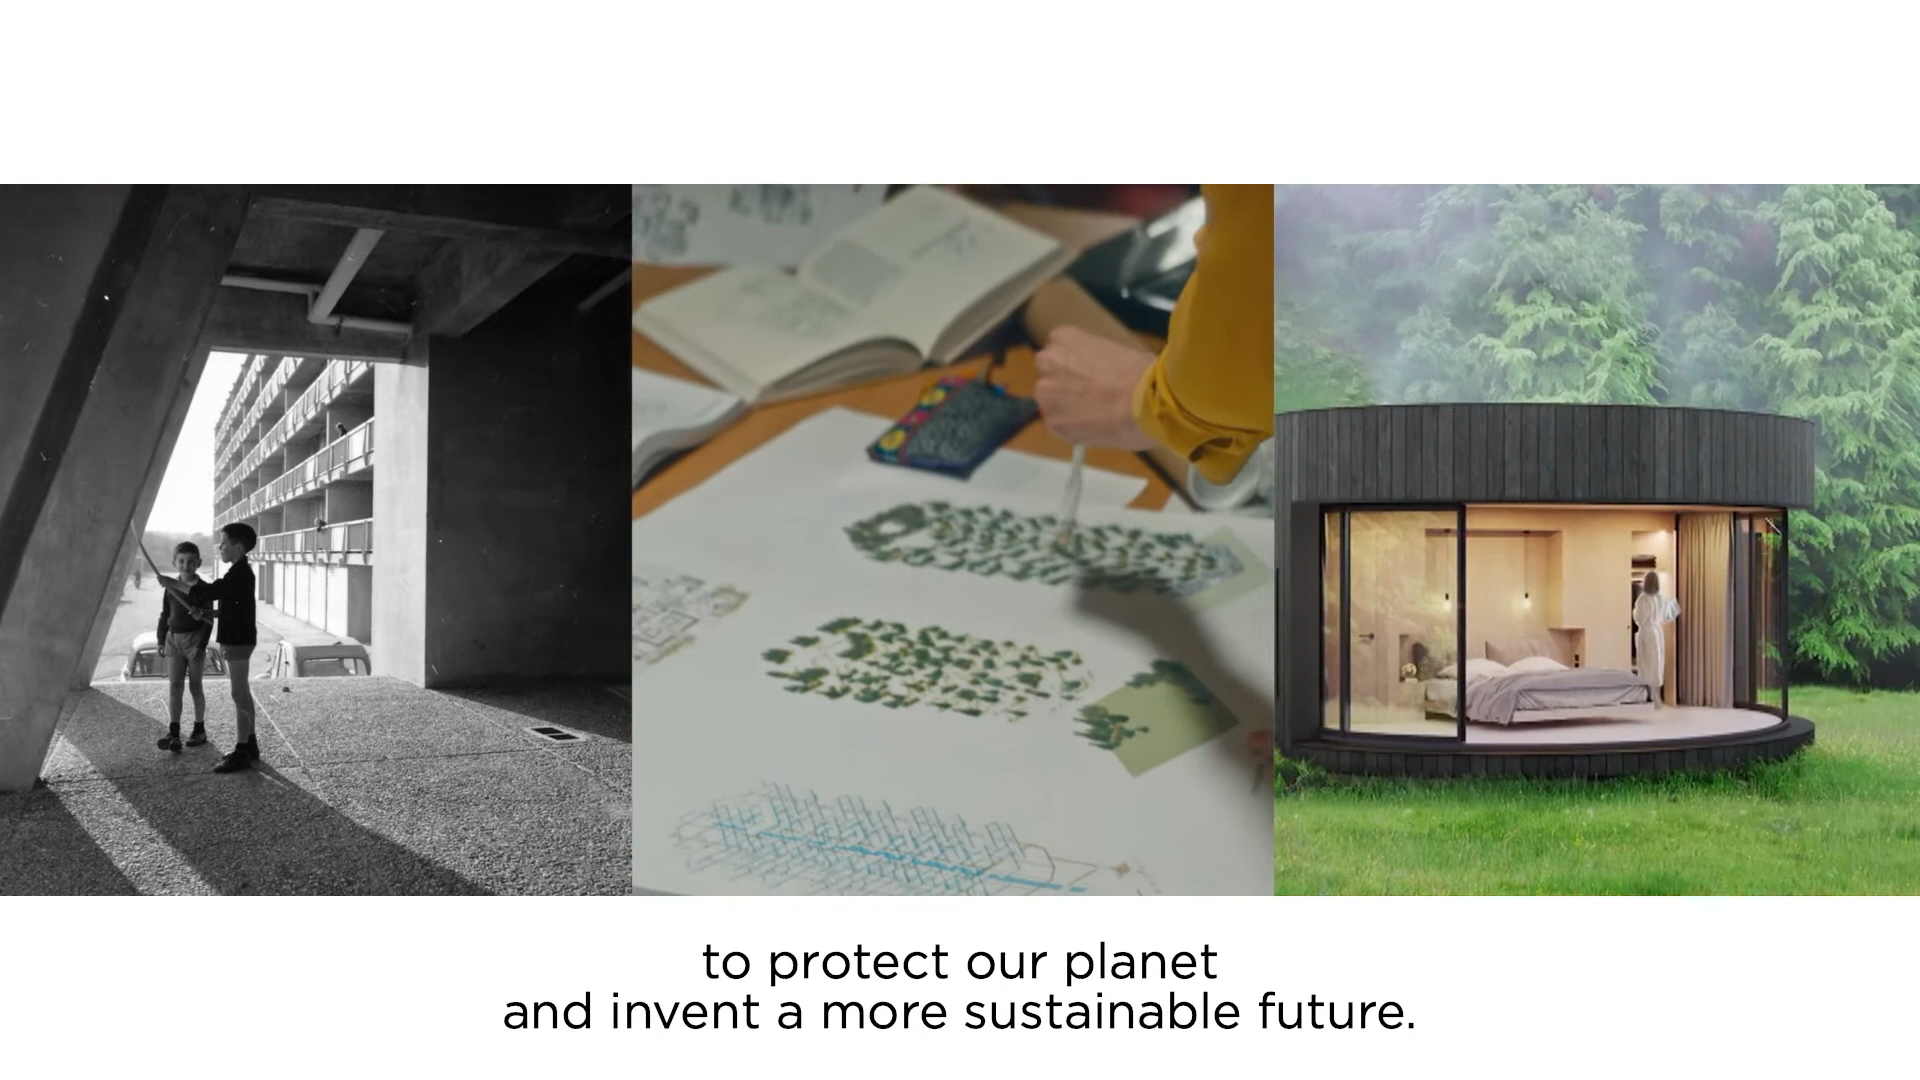 to protect our planet
and invent a more sustainable future.